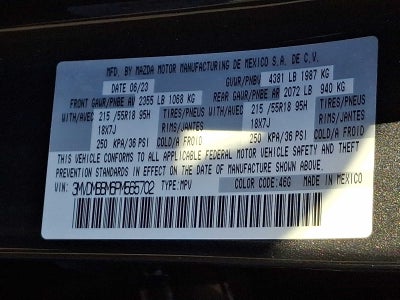 MFD. BY MAZDA MOTOR MANUFACTURING DE MEXICO S.A. DE C.V.
DATE 06/23 GVWR/PNBV 4381 LB 1987 KG
FRONT GAWR/PNBE AV 2355 LB 1068 KG REAR GAWR/PNBE AR 2072 LB 940 KG
WITH/AVEC 215 /55R18 95H TIRES/PNEUS WITH/AVEC 215 /55R18 95H TIRES/PNEUS
18X7J RIMS/JANTES 18X7J RIMS/JANTES
250 KPA/36 PSI COLD/A FROID 250 KPA/36 PSI COLD/A FROID
THIS VEHICLE CONFORMS TO ALL APPLICABLE FEDERAL MOTOR VEHICLE SAFETY AND THEFT
PREVENTION STANDARDS IN EFFECT ON THE DATE OF MANUFACTURE SHOWN ABOVE.
VIN: TYPE:MPV COLOR CODE:46G MADE IN MEXICO